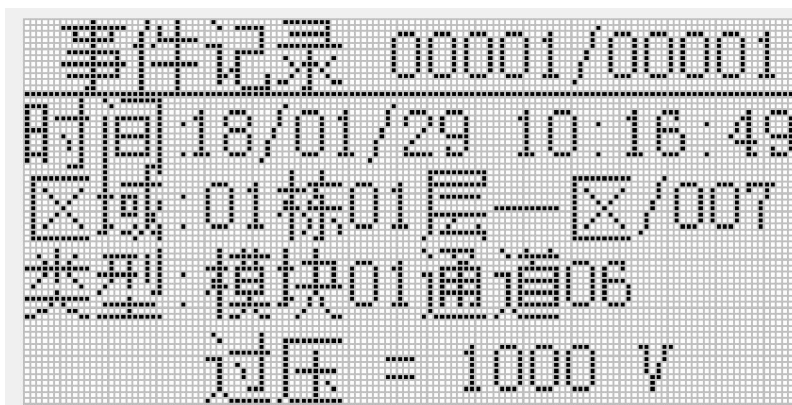 事件记录 00001/00001
时间:18/01/29 10:16:49
区域:01栋01层一区/007
类型:模块01通道06
过压 = 1000 V